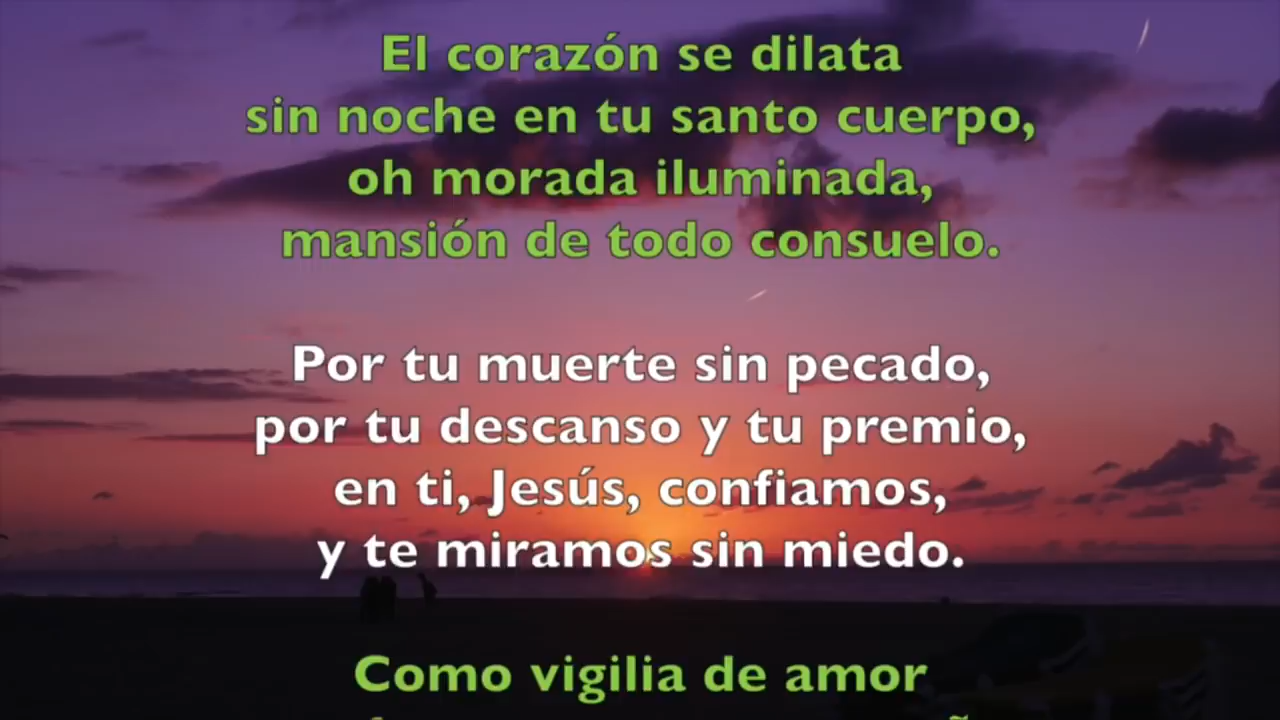 El corazón se dilata
sin noche en tu santo cuerpo,
oh morada iluminada,
mansión de todo consuelo.
Por tu muerte sin pecado,
por tu descanso y tu premio,
en ti, Jesús, confiamos,
y te miramos sin miedo.
Como vigilia de amor